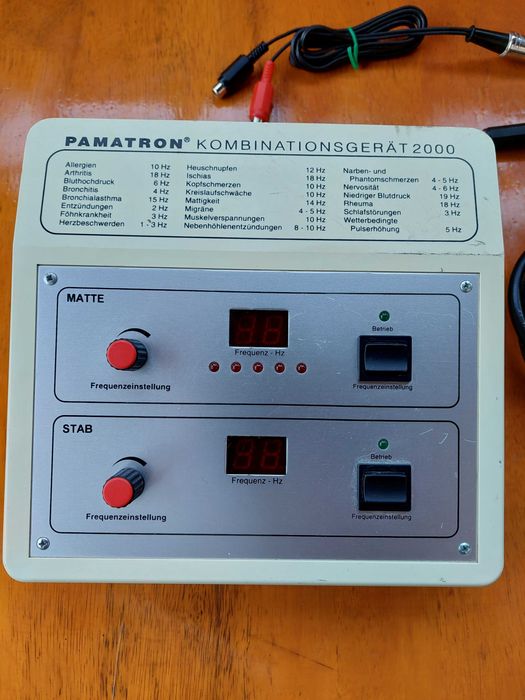 PAMATRON® KOMBINATIONSGERÄT 2000
Allergien 10 Hz
Arthritis 18 Hz
Bluthochdruck 6 Hz
Bronchitis 4 Hz
Bronchialasthma 15 Hz
Entzündungen 2 Hz
Föhnkrankheit 3 Hz
Herzbeschwerden 1 - 3 Hz
Heuschnupfen 12 Hz
Ischias 18 Hz
Kopfschmerzen 10 Hz
Kreislaufschwäche 10 Hz
Mattigkeit 14 Hz
Migräne 4 - 5 Hz
Muskelverspannungen 10 Hz
Nebenhöhlenentzündungen 8 - 10 Hz
Narben- und
Phantomschmerzen 4 - 5 Hz
Nervosität 4 - 6 Hz
Niedriger Blutdruck 19 Hz
Rheuma 18 Hz
Schlafstörungen 3 Hz
Wetterbedingte
Pulserhöhung 5 Hz
MATTE
Betrieb
Frequenz - Hz
Frequenzeinstellung
Frequenzeinstellung
STAB
Betrieb
Frequenz - Hz
Frequenzeinstellung
Frequenzeinstellung